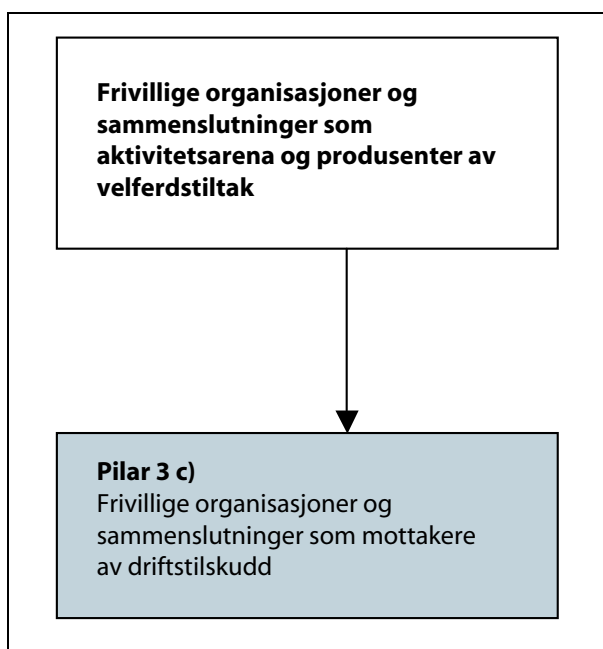 Frivillige organisasjoner og
sammenslutninger som
aktivitetsarena og produsenter av
velferdstiltak
Pilar 3 c)
Frivillige organisasjoner og
sammenslutninger som mottakere
av driftstilskudd